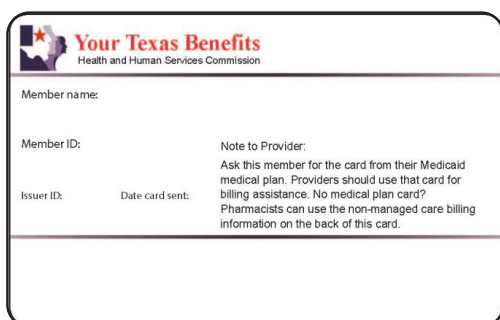 Your Texas Benefits
Health and Human Services Commission
Member name:
Member ID:
Note to Provider:
Ask this member for the card from their Medicaid
medical plan. Providers should use that card for
billing assistance. No medical plan card?
Pharmacists can use the non-managed care billing
information on the back of this card.
Issuer ID:
Date card sent: